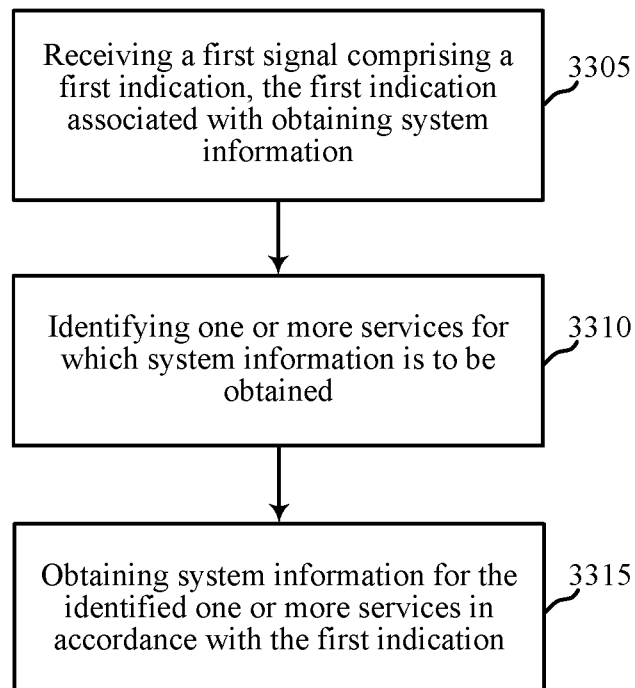 Receiving a first signal comprising a
first indication, the first indication
associated with obtaining system
information
3305
Identifying one or more services for
which system information is to be
obtained
3310
Obtaining system information for the
identified one or more services in
accordance with the first indication
3315